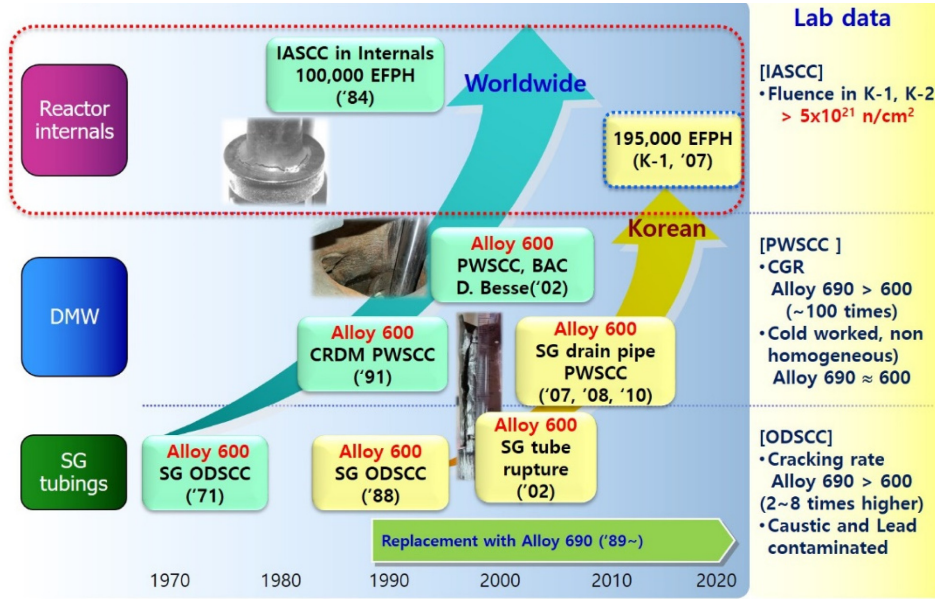 Lab data
Reactor
internals
IASCC in Internals
100,000 EFPH
('84)
Worldwide
195,000 EFPH
(K-1, '07)
[IASCC]
•Fluence in K-1, K-2
> 5x10²¹ n/cm²
DMW
Alloy 600
PWSCC, BAC
D. Besse('02)
Korean
Alloy 600
CRDM PWSCC
('91)
Alloy 600
SG drain pipe
PWSCC
('07, '08, '10)
[PWSCC ]
•CGR
Alloy 690 > 600
(~100 times)
•Cold worked, non
homogeneous)
Alloy 690 ≈ 600
SG
tubings
Alloy 600
SG ODSCC
('71)
Alloy 600
SG ODSCC
('88)
Alloy 600
SG tube
rupture
('02)
[ODSCC]
•Cracking rate
Alloy 690 > 600
(2~8 times higher)
•Caustic and Lead
contaminated
Replacement with Alloy 690 ('89~)
1970 1980 1990 2000 2010 2020